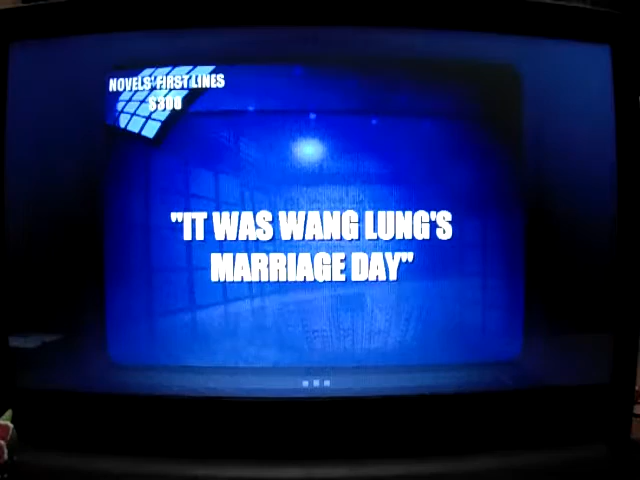 NOVELS' FIRST LINES
$300
"IT WAS WANG LUNG'S
MARRIAGE DAY"